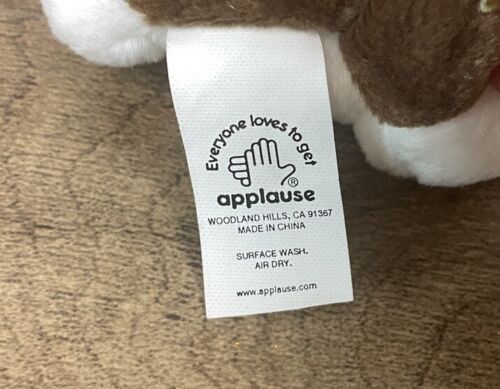 Everyone loves to get
applause®
WOODLAND HILLS, CA 91367
MADE IN CHINA
SURFACE WASH.
AIR DRY.
www.applause.com